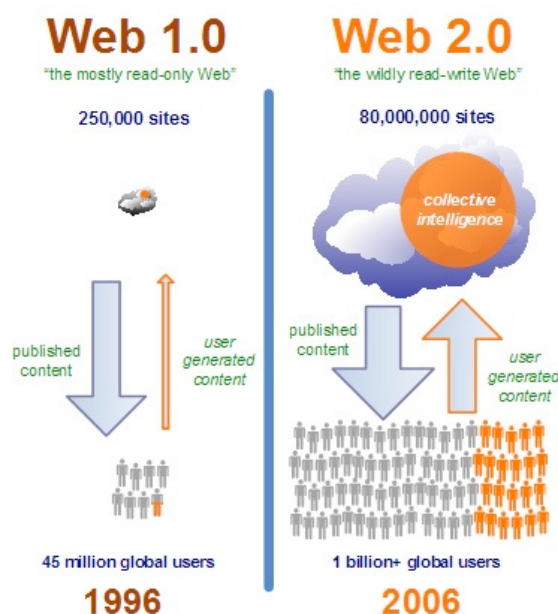 Web 1.0
"the mostly read-only Web"
250,000 sites
published
content
user
generated
content
45 million global users
1996
Web 2.0
"the wildly read-write Web"
80,000,000 sites
collective
intelligence
published
content
user
generated
content
1 billion+ global users
2006